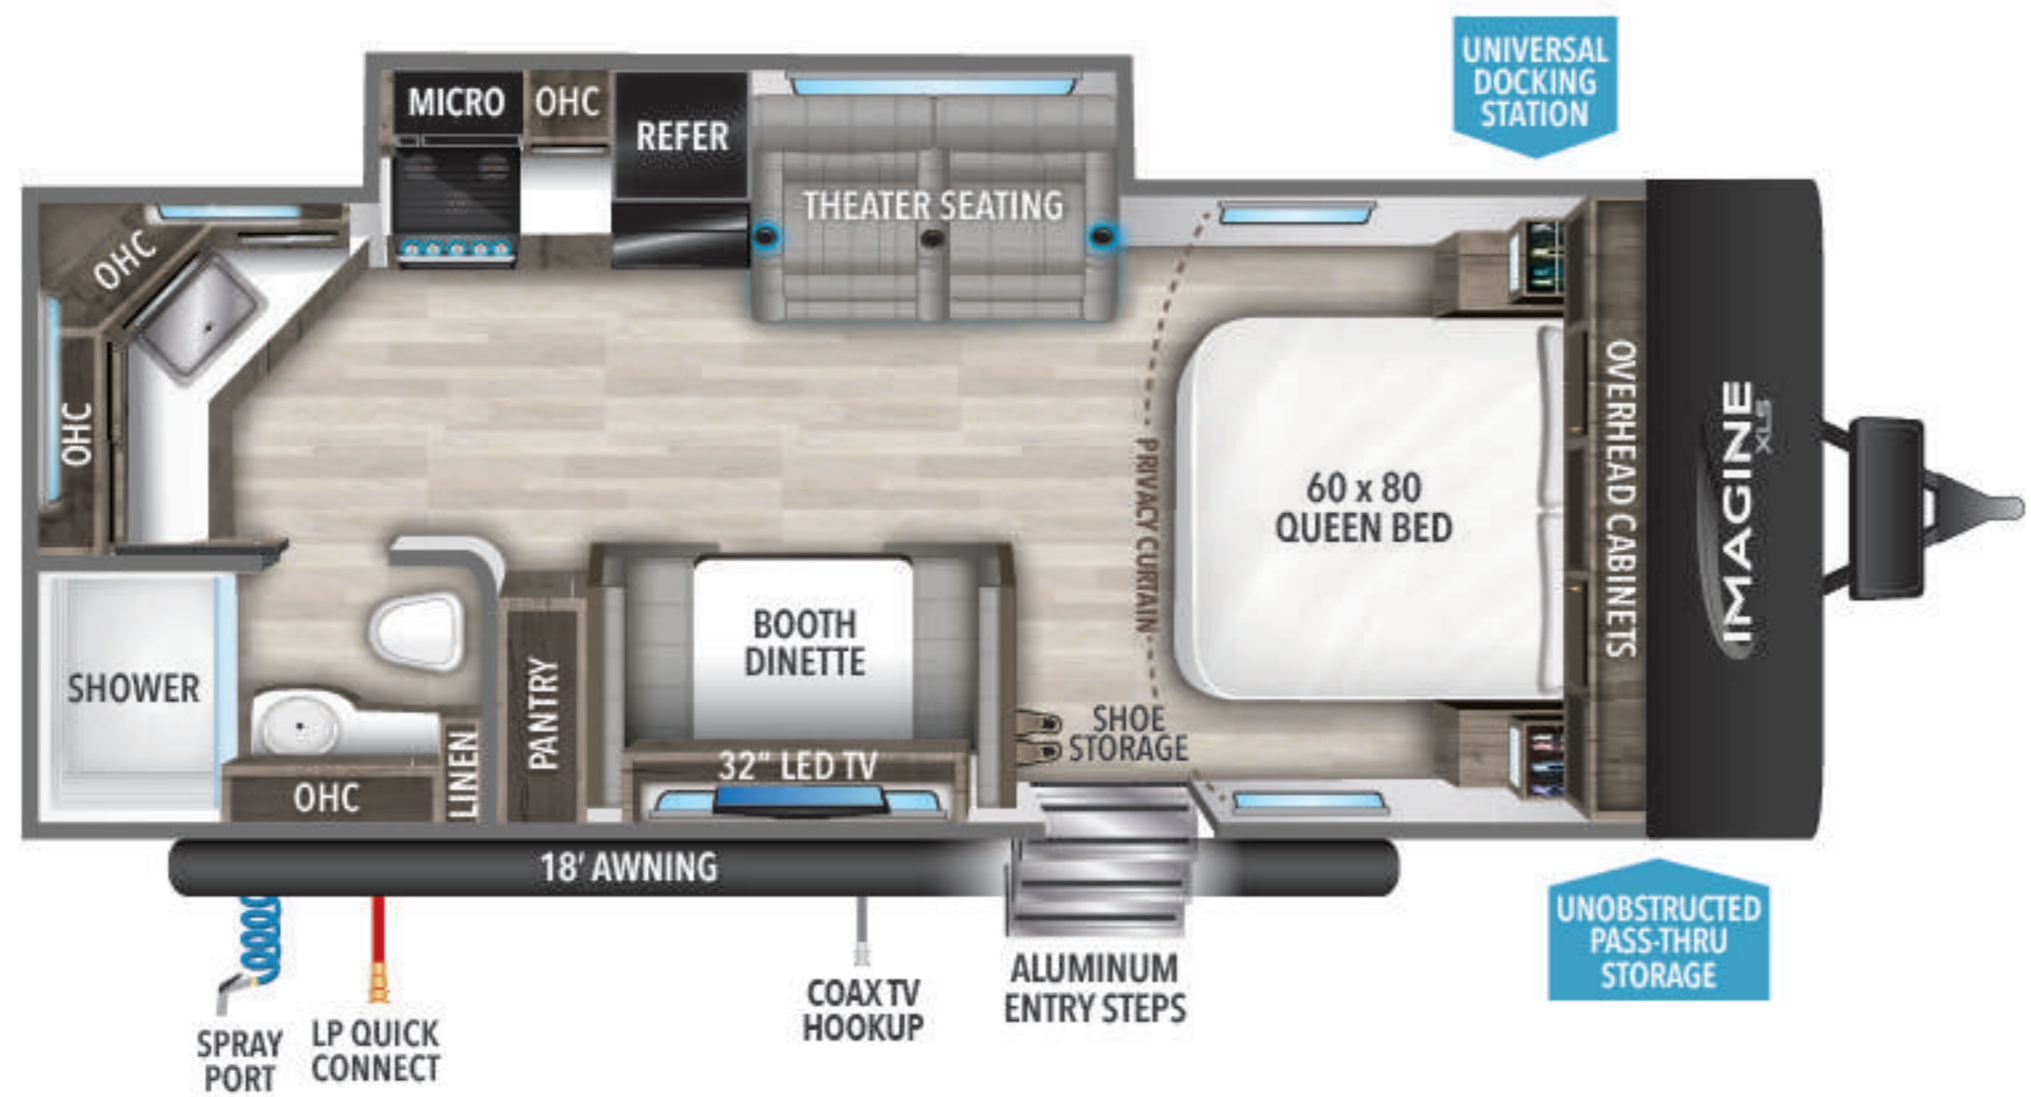 UNIVERSAL
DOCKING
STATION
MICRO
OHC
REFER
THEATER SEATING
OHC
OHC
OVERHEAD CABINETS
IMAGINE
XLS
PRIVACY CURTAIN
60 x 80
QUEEN BED
BOOTH
DINETTE
SHOWER
PANTRY
SHOE
STORAGE
LINEN
32" LED TV
OHC
18' AWNING
UNOBSTRUCTED
PASS-THRU
STORAGE
ALUMINUM
ENTRY STEPS
COAX TV
HOOKUP
LP QUICK
CONNECT
SPRAY
PORT